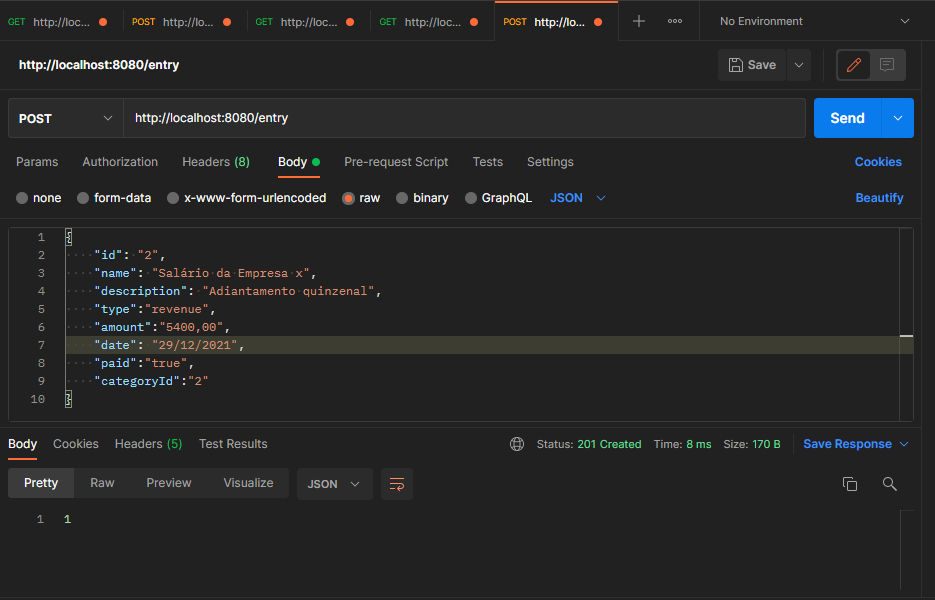 GET http://loc... POST http://loc... GET http://loc... GET http://loc... POST http://lo... + ooo No Environment
http://localhost:8080/entry Save
POST http://localhost:8080/entry Send
Params Authorization Headers (8) Body Pre-request Script Tests Settings Cookies
none form-data x-www-form-urlencoded raw binary GraphQL JSON Beautify
1 {
2 "id": "2",
3 "name": "Salário da Empresa x",
4 "description": "Adiantamento quinzenal",
5 "type":"revenue",
6 "amount":"5400,00",
7 "date": "29/12/2021",
8 "paid":"true",
9 "categoryId":"2"
10 }
Body Cookies Headers (5) Test Results Status: 201 Created Time: 8 ms Size: 170 B Save Response
Pretty Raw Preview Visualize JSON
1 1